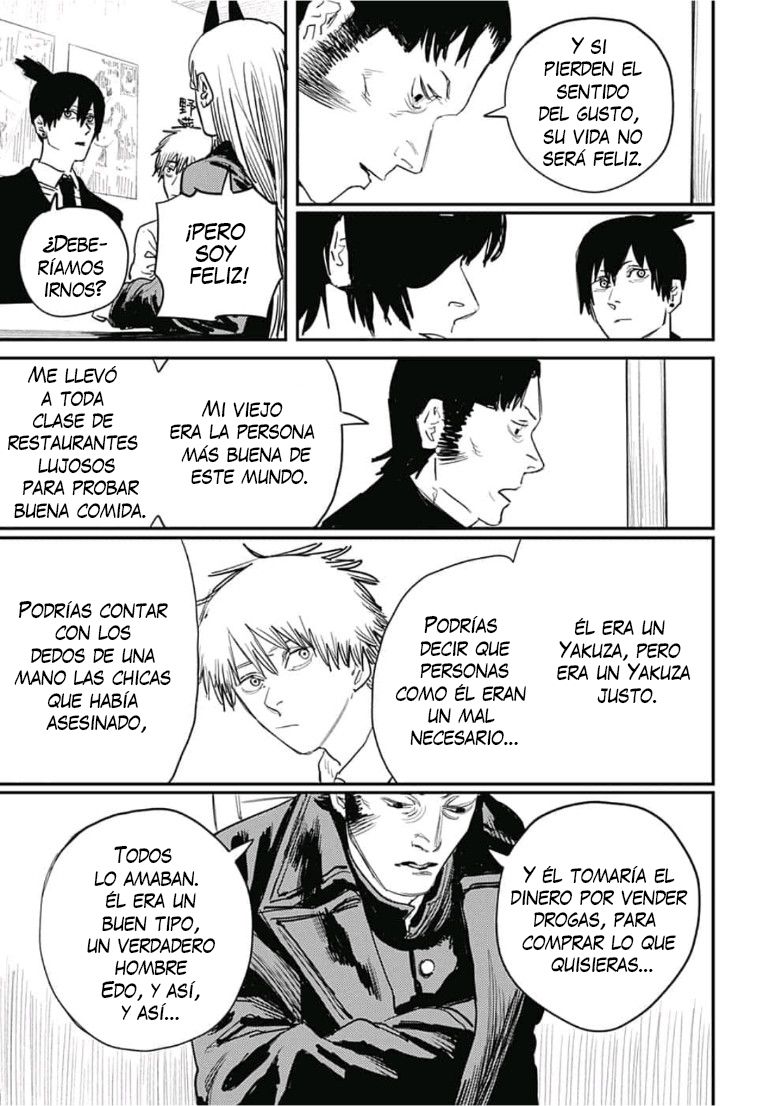 Y SI
PIERDEN EL
SENTIDO
DEL GUSTO,
SU VIDA NO
SERÁ FELIZ.
¡PERO
SOY
FELIZ!
¿DEBE-
RÍAMOS
IRNOS?
野菜
MI VIEJO
ERA LA PERSONA
MÁS BUENA DE
ESTE MUNDO.
ME LLEVÓ
A TODA
CLASE DE
RESTAURANTES
LUJOSOS
PARA PROBAR
BUENA COMIDA.
ÉL ERA UN
YAKUZA, PERO
ERA UN YAKUZA
JUSTO.
PODRÍAS
DECIR QUE
PERSONAS
COMO ÉL ERAN
UN MAL
NECESARIO...
PODRÍAS CONTAR
CON LOS
DEDOS DE UNA
MANO LAS CHICAS
QUE HABÍA
ASESINADO,
Y ÉL TOMARÍA EL
DINERO POR VENDER
DROGAS, PARA
COMPRAR LO QUE
QUISIERAS...
TODOS
LO AMABAN.
ÉL ERA UN
BUEN TIPO,
UN VERDADERO
HOMBRE
EDO, Y ASÍ,
Y ASÍ...